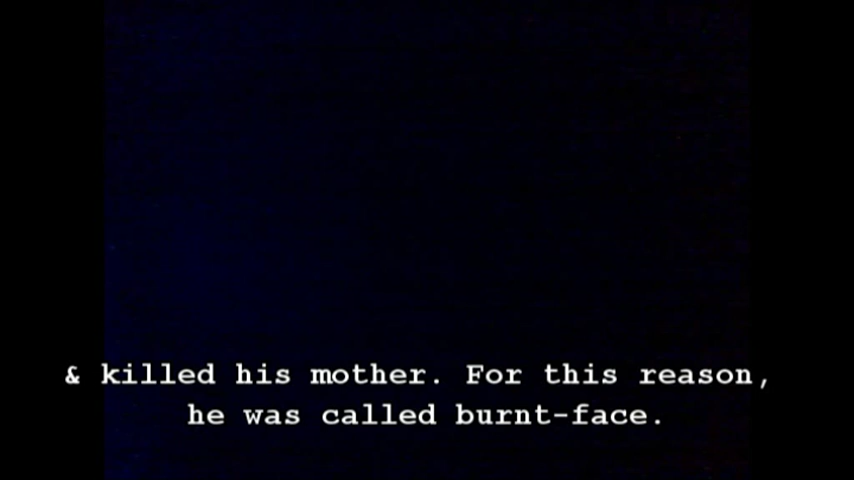 & killed his mother. For this reason,
he was called burnt-face.